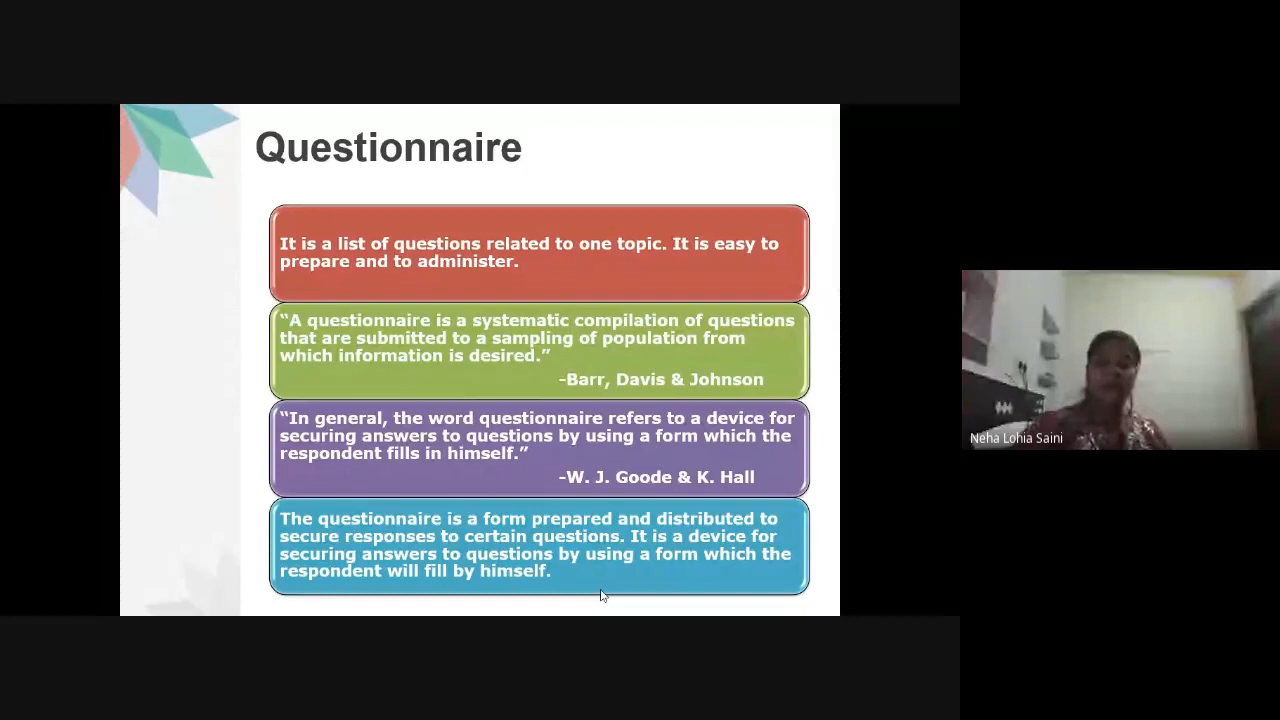 Questionnaire
It is a list of questions related to one topic. It is easy to
prepare and to administer.
“A questionnaire is a systematic compilation of questions
that are submitted to a sampling of population from
which information is desired.”
-Barr, Davis & Johnson
“In general, the word questionnaire refers to a device for
securing answers to questions by using a form which the
respondent fills in himself.”
-W. J. Goode & K. Hall
The questionnaire is a form prepared and distributed to
secure responses to certain questions. It is a device for
securing answers to questions by using a form which the
respondent will fill by himself.
Neha Lohia Saini